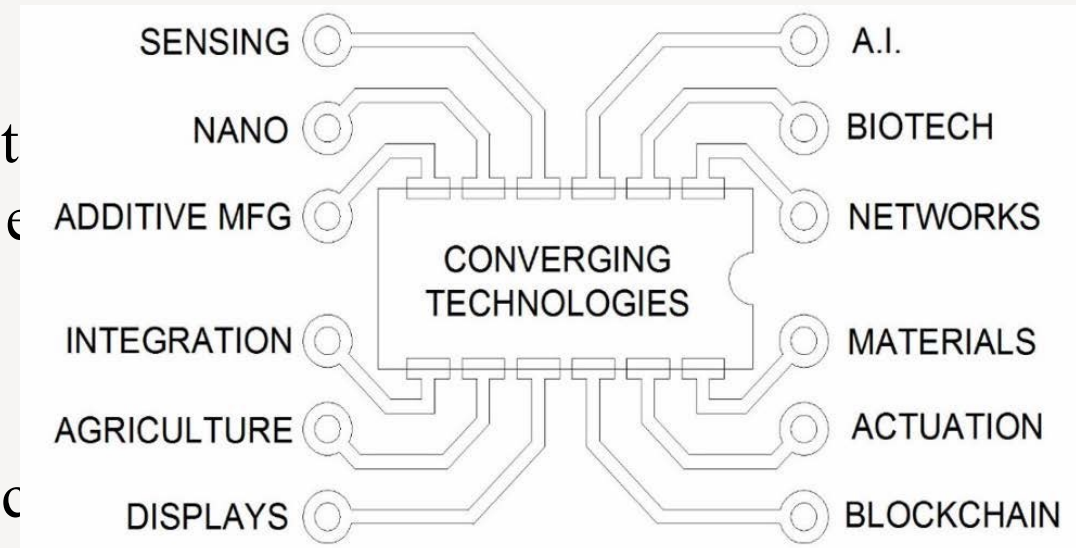 SENSING
A.I.
NANO
BIOTECH
t
ADDITIVE MFG
NETWORKS
e
CONVERGING
TECHNOLOGIES
INTEGRATION
MATERIALS
AGRICULTURE
ACTUATION
c
DISPLAYS
BLOCKCHAIN